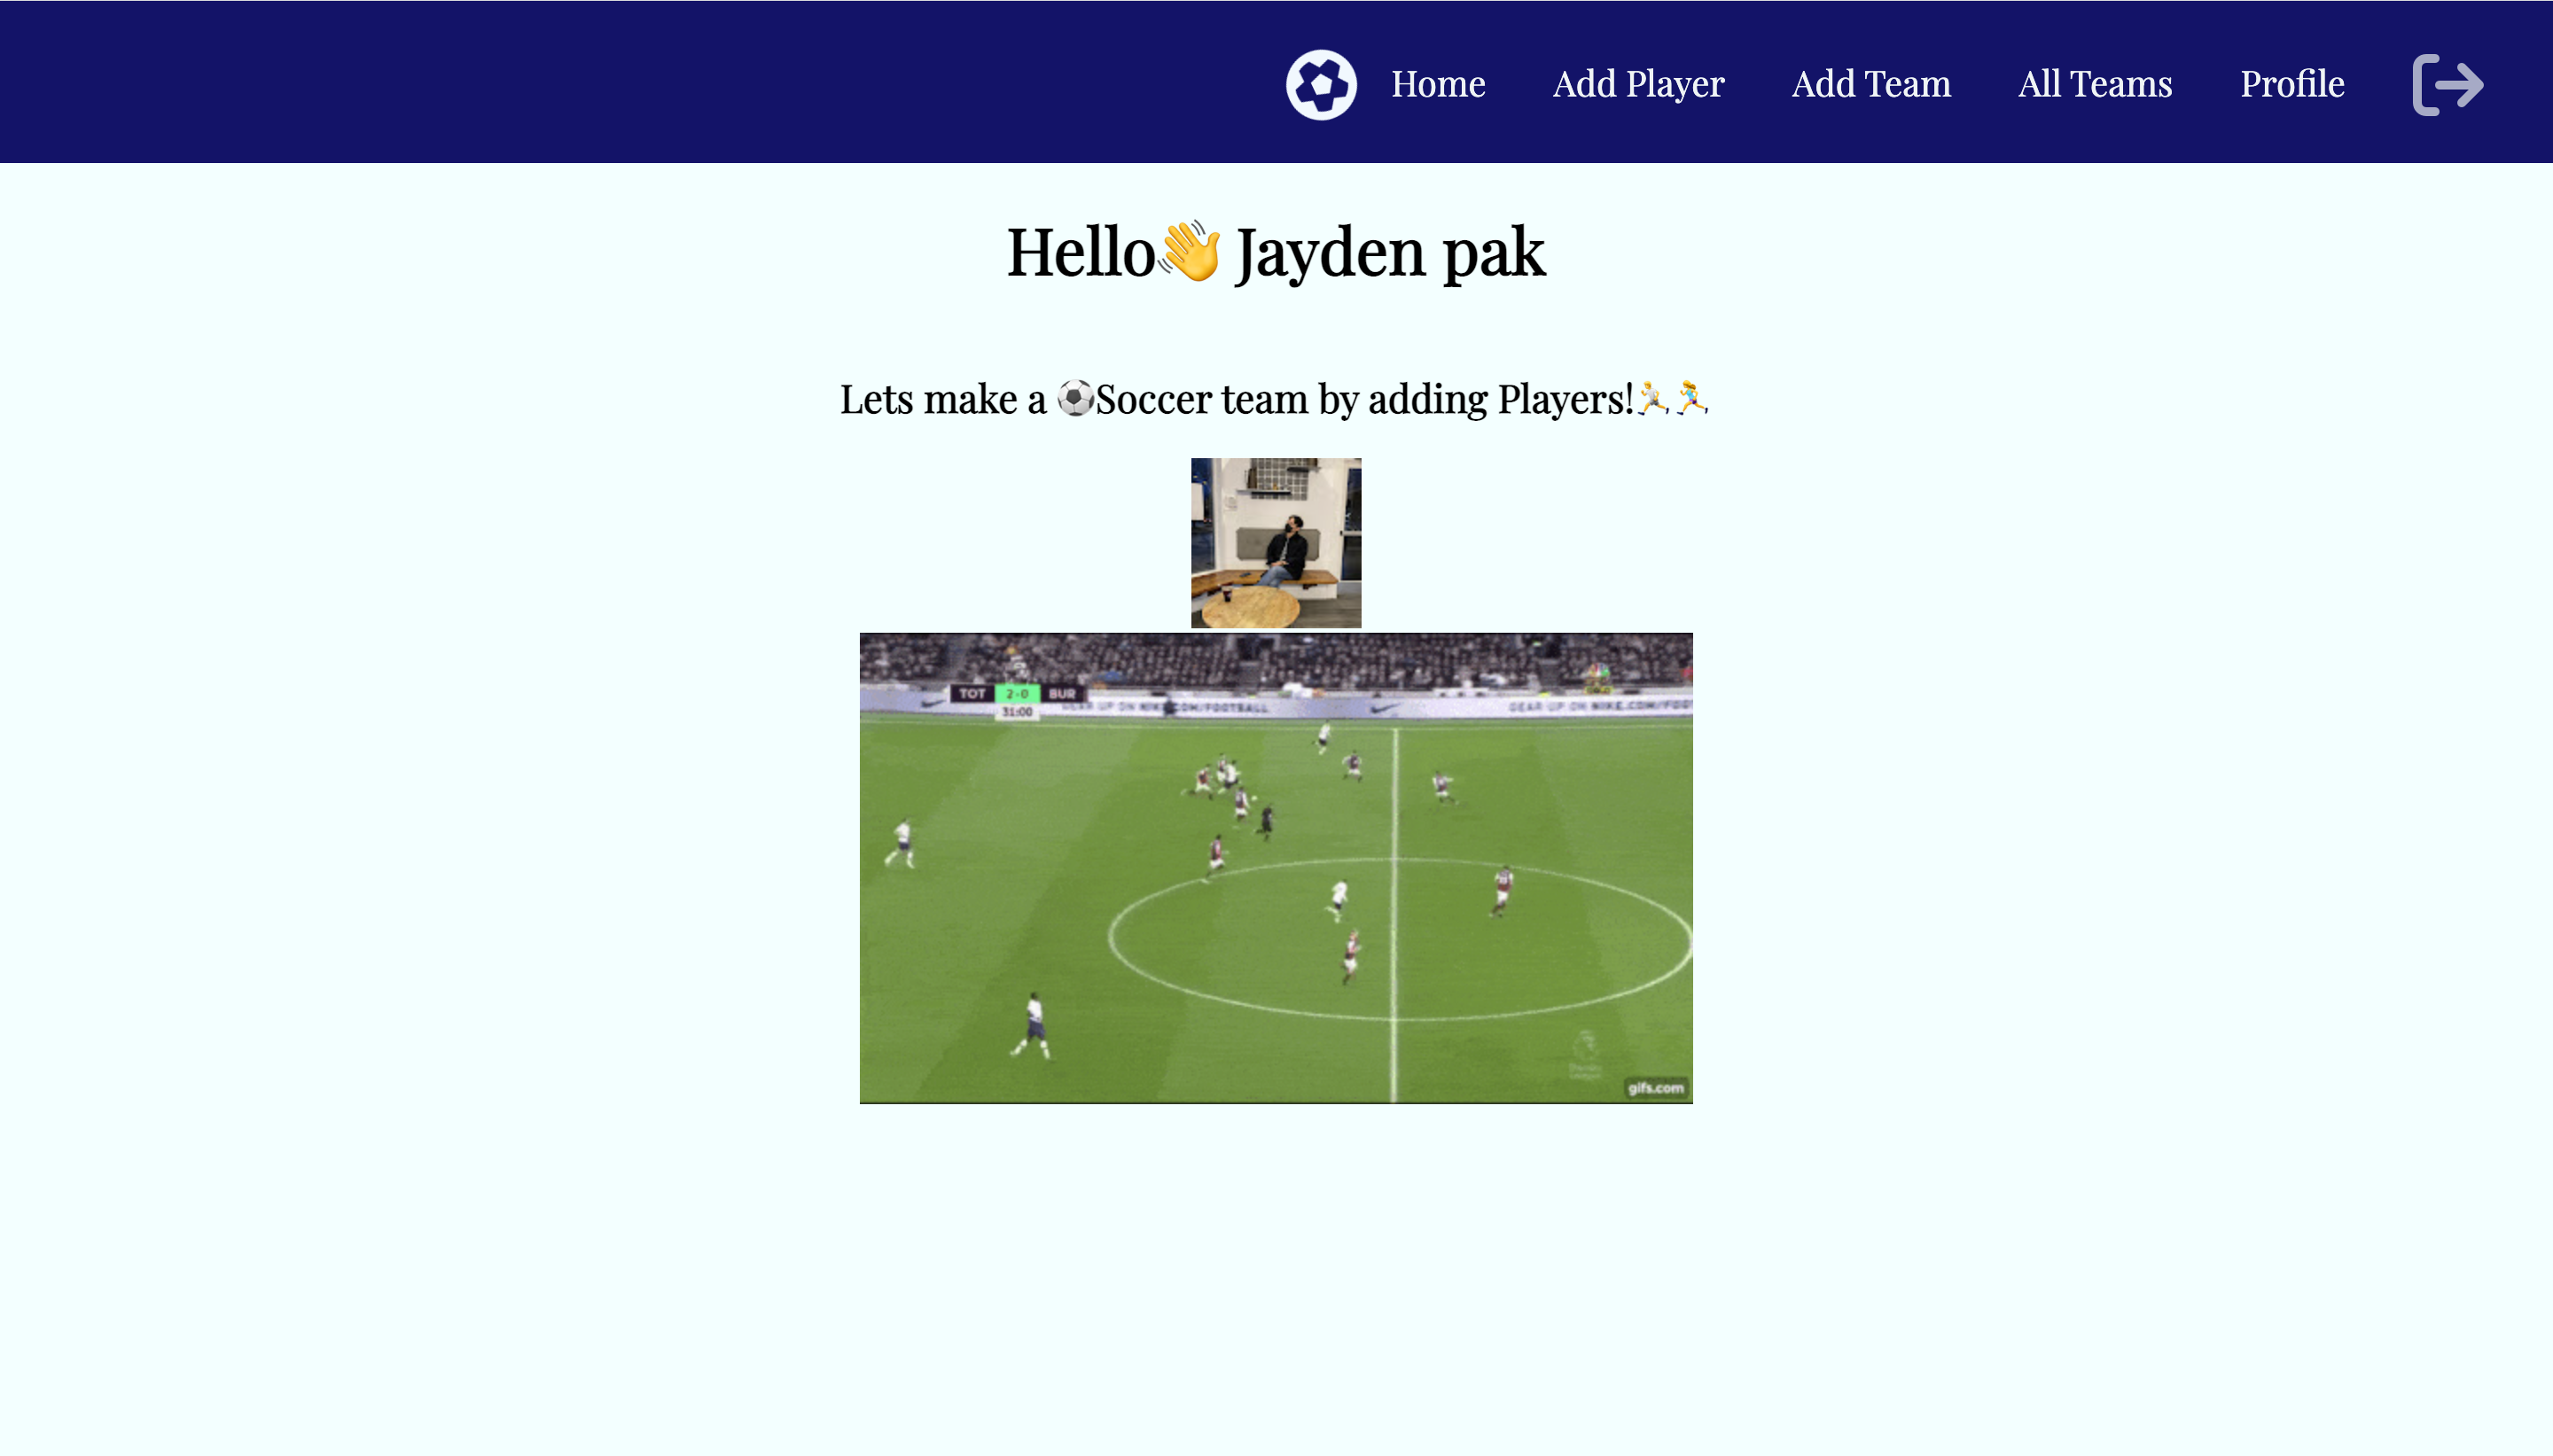 Home Add Player Add Team All Teams Profile
Hello👋 Jayden pak
Lets make a ⚽Soccer team by adding Players!🏃🏃‍♀️
TOT 2-0 BUR
31:00
GEAR UP ON NIKE.COM/FOOTBALL GEAR UP ON NIKE.COM/FOOT
gifs.com